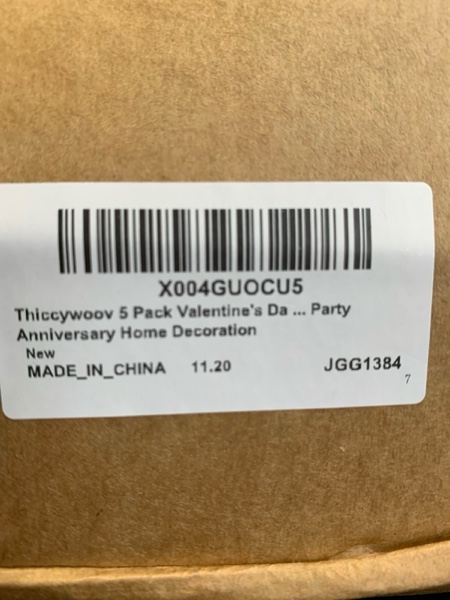 X004GUOCU5
Thiccywoov 5 Pack Valentine's Da ... Party
Anniversary Home Decoration
New
MADE_IN_CHINA 11.20 JGG1384
7